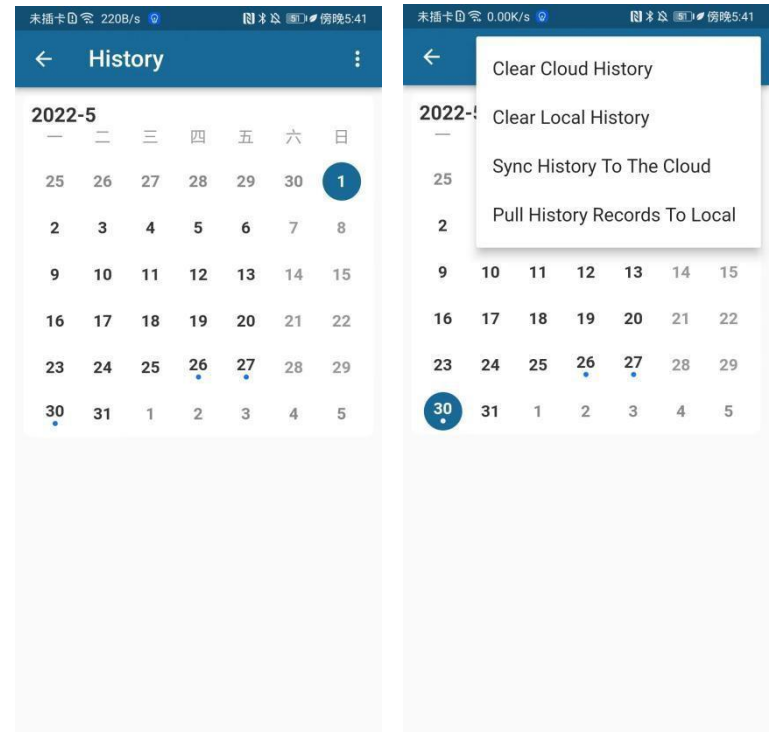 未插卡 220B/s 5 傍晚5:41
History
2022-5
一 二 三 四 五 六 日
25 26 27 28 29 30 1
2 3 4 5 6 7 8
9 10 11 12 13 14 15
16 17 18 19 20 21 22
23 24 25 26 27 28 29
30 31 1 2 3 4 5
未插卡 0.00K/s 5 傍晚5:41
Clear Cloud History
2022-5
Clear Local History
一
Sync History To The Cloud
25
Pull History Records To Local
2
9 10 11 12 13 14 15
16 17 18 19 20 21 22
23 24 25 26 27 28 29
30 31 1 2 3 4 5